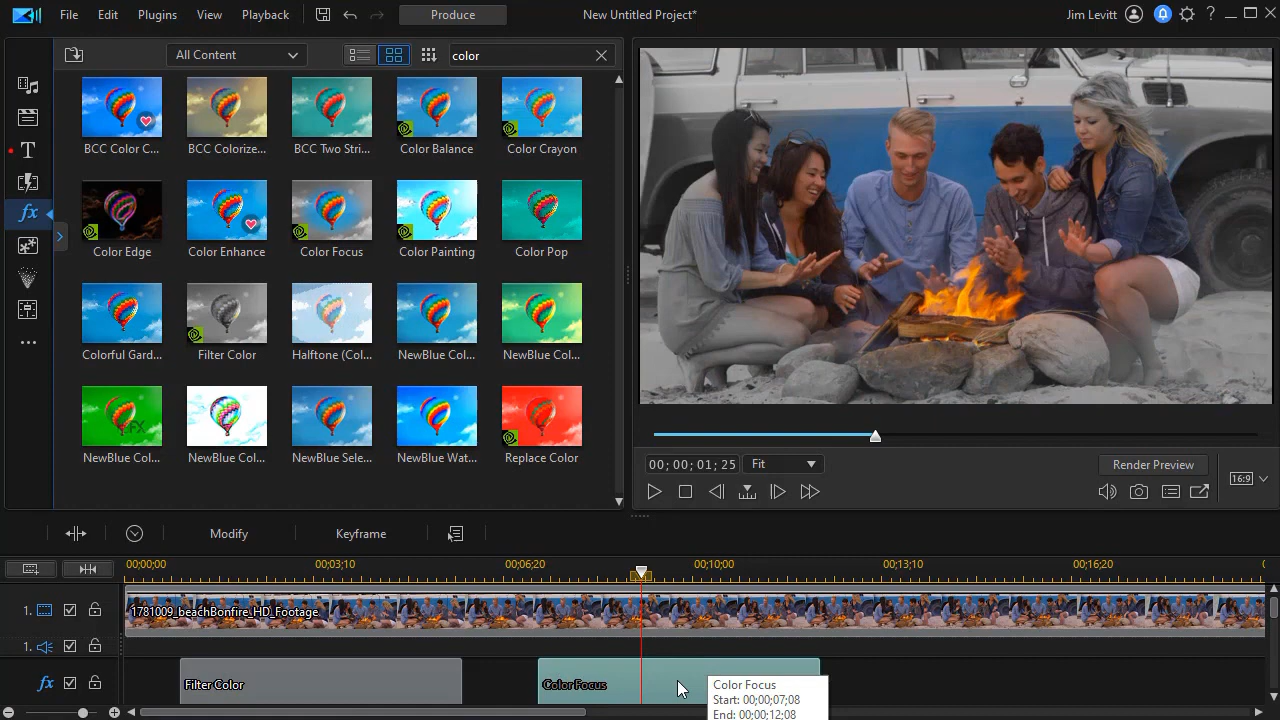 File Edit Plugins View Playback Produce New Untitled Project* Jim Levitt ?
All Content color
BCC Color C... BCC Colorize... BCC Two Stri... Color Balance Color Crayon
Color Edge Color Enhance Color Focus Color Painting Color Pop
Colorful Gard... Filter Color Halftone (Col... NewBlue Col... NewBlue Col...
NewBlue Col... NewBlue Col... NewBlue Sele... NewBlue Wat... Replace Color
00; 00; 01; 25 Fit Render Preview
16:9
Modify Keyframe
00;00;00 00;03;10 00;06;20 00;10;00 00;13;10 00;16;20
1. 1781009_beachBonfire_HD_Footage
1.
fx Filter Color Color Focus
Color Focus
Start: 00;00;07;08
End: 00;00;12;08